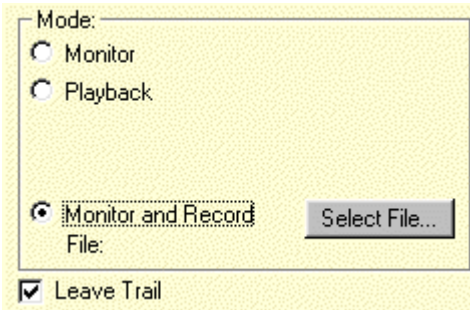 Mode:
Monitor
Playback
Monitor and Record
Select File...
File:
Leave Trail